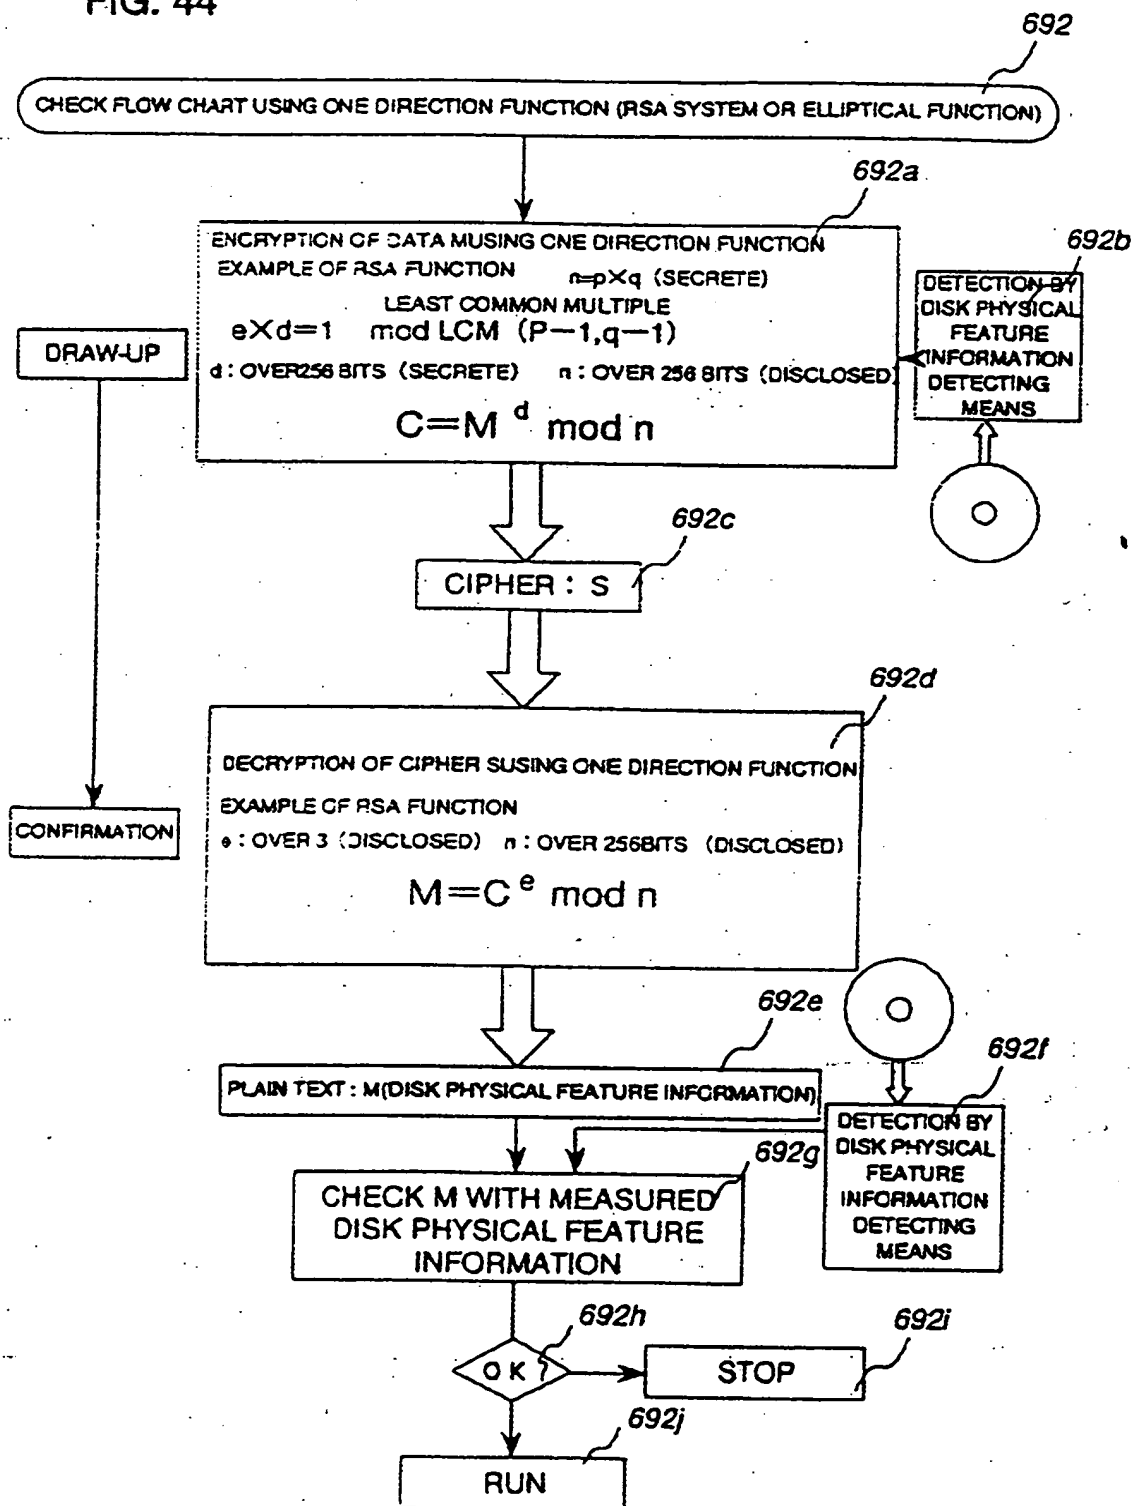 FIG. 44
692
CHECK FLOW CHART USING ONE DIRECTION FUNCTION (RSA SYSTEM OR ELLIPTICAL FUNCTION)
692a
ENCRYPTION OF DATA MUSING ONE DIRECTION FUNCTION
EXAMPLE OF RSA FUNCTION n=p×q (SECRETE)
LEAST COMMON MULTIPLE
e×d=1 mod LCM (P−1,q−1)
d : OVER256 BITS (SECRETE) n : OVER 256 BITS (DISCLOSED)
C=M^d mod n
692b
DETECTION BY
DISK PHYSICAL
FEATURE
INFORMATION
DETECTING
MEANS
DRAW-UP
692c
CIPHER : S
692d
DECRYPTION OF CIPHER SUSING ONE DIRECTION FUNCTION
EXAMPLE OF RSA FUNCTION
e : OVER 3 (DISCLOSED) n : OVER 256BITS (DISCLOSED)
M=C^e mod n
CONFIRMATION
692e
PLAIN TEXT : M(DISK PHYSICAL FEATURE INFORMATION)
692f
DETECTION BY
DISK PHYSICAL
FEATURE
INFORMATION
DETECTING
MEANS
692g
CHECK M WITH MEASURED
DISK PHYSICAL FEATURE
INFORMATION
692h
OK?
692i
STOP
692j
RUN